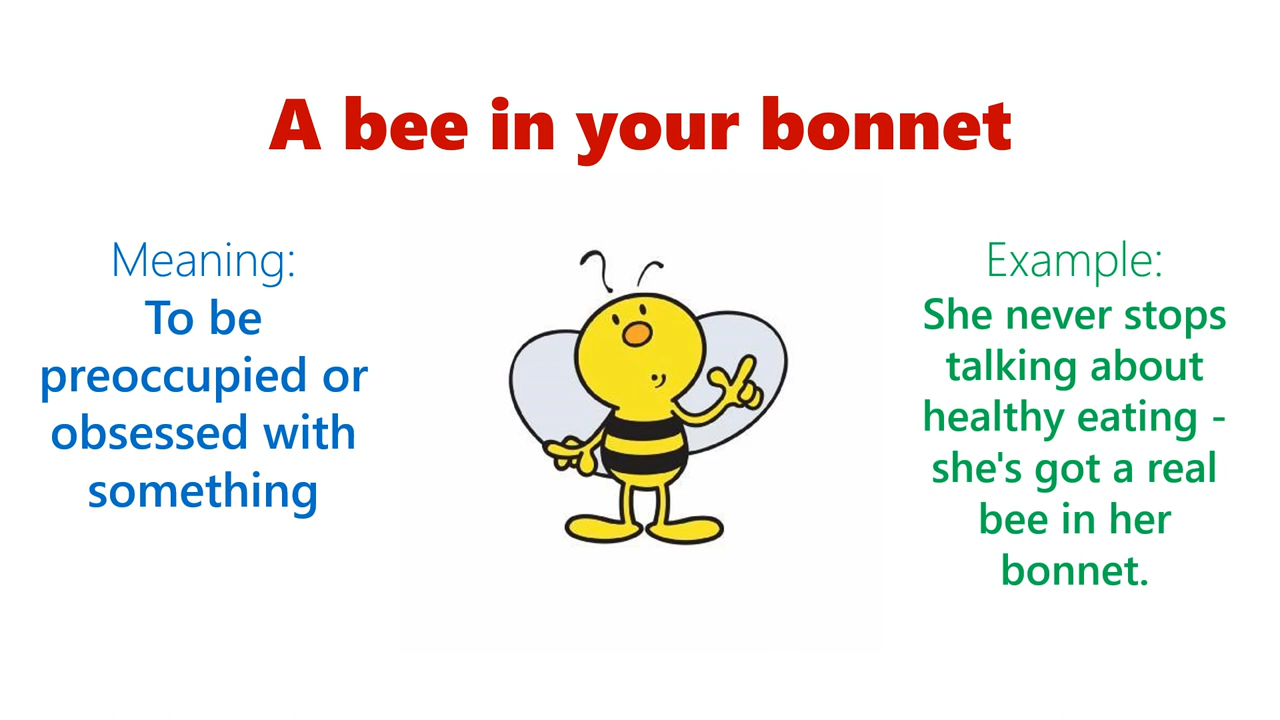 A bee in your bonnet
Meaning:
To be
preoccupied or
obsessed with
something
Example:
She never stops
talking about
healthy eating -
she's got a real
bee in her
bonnet.